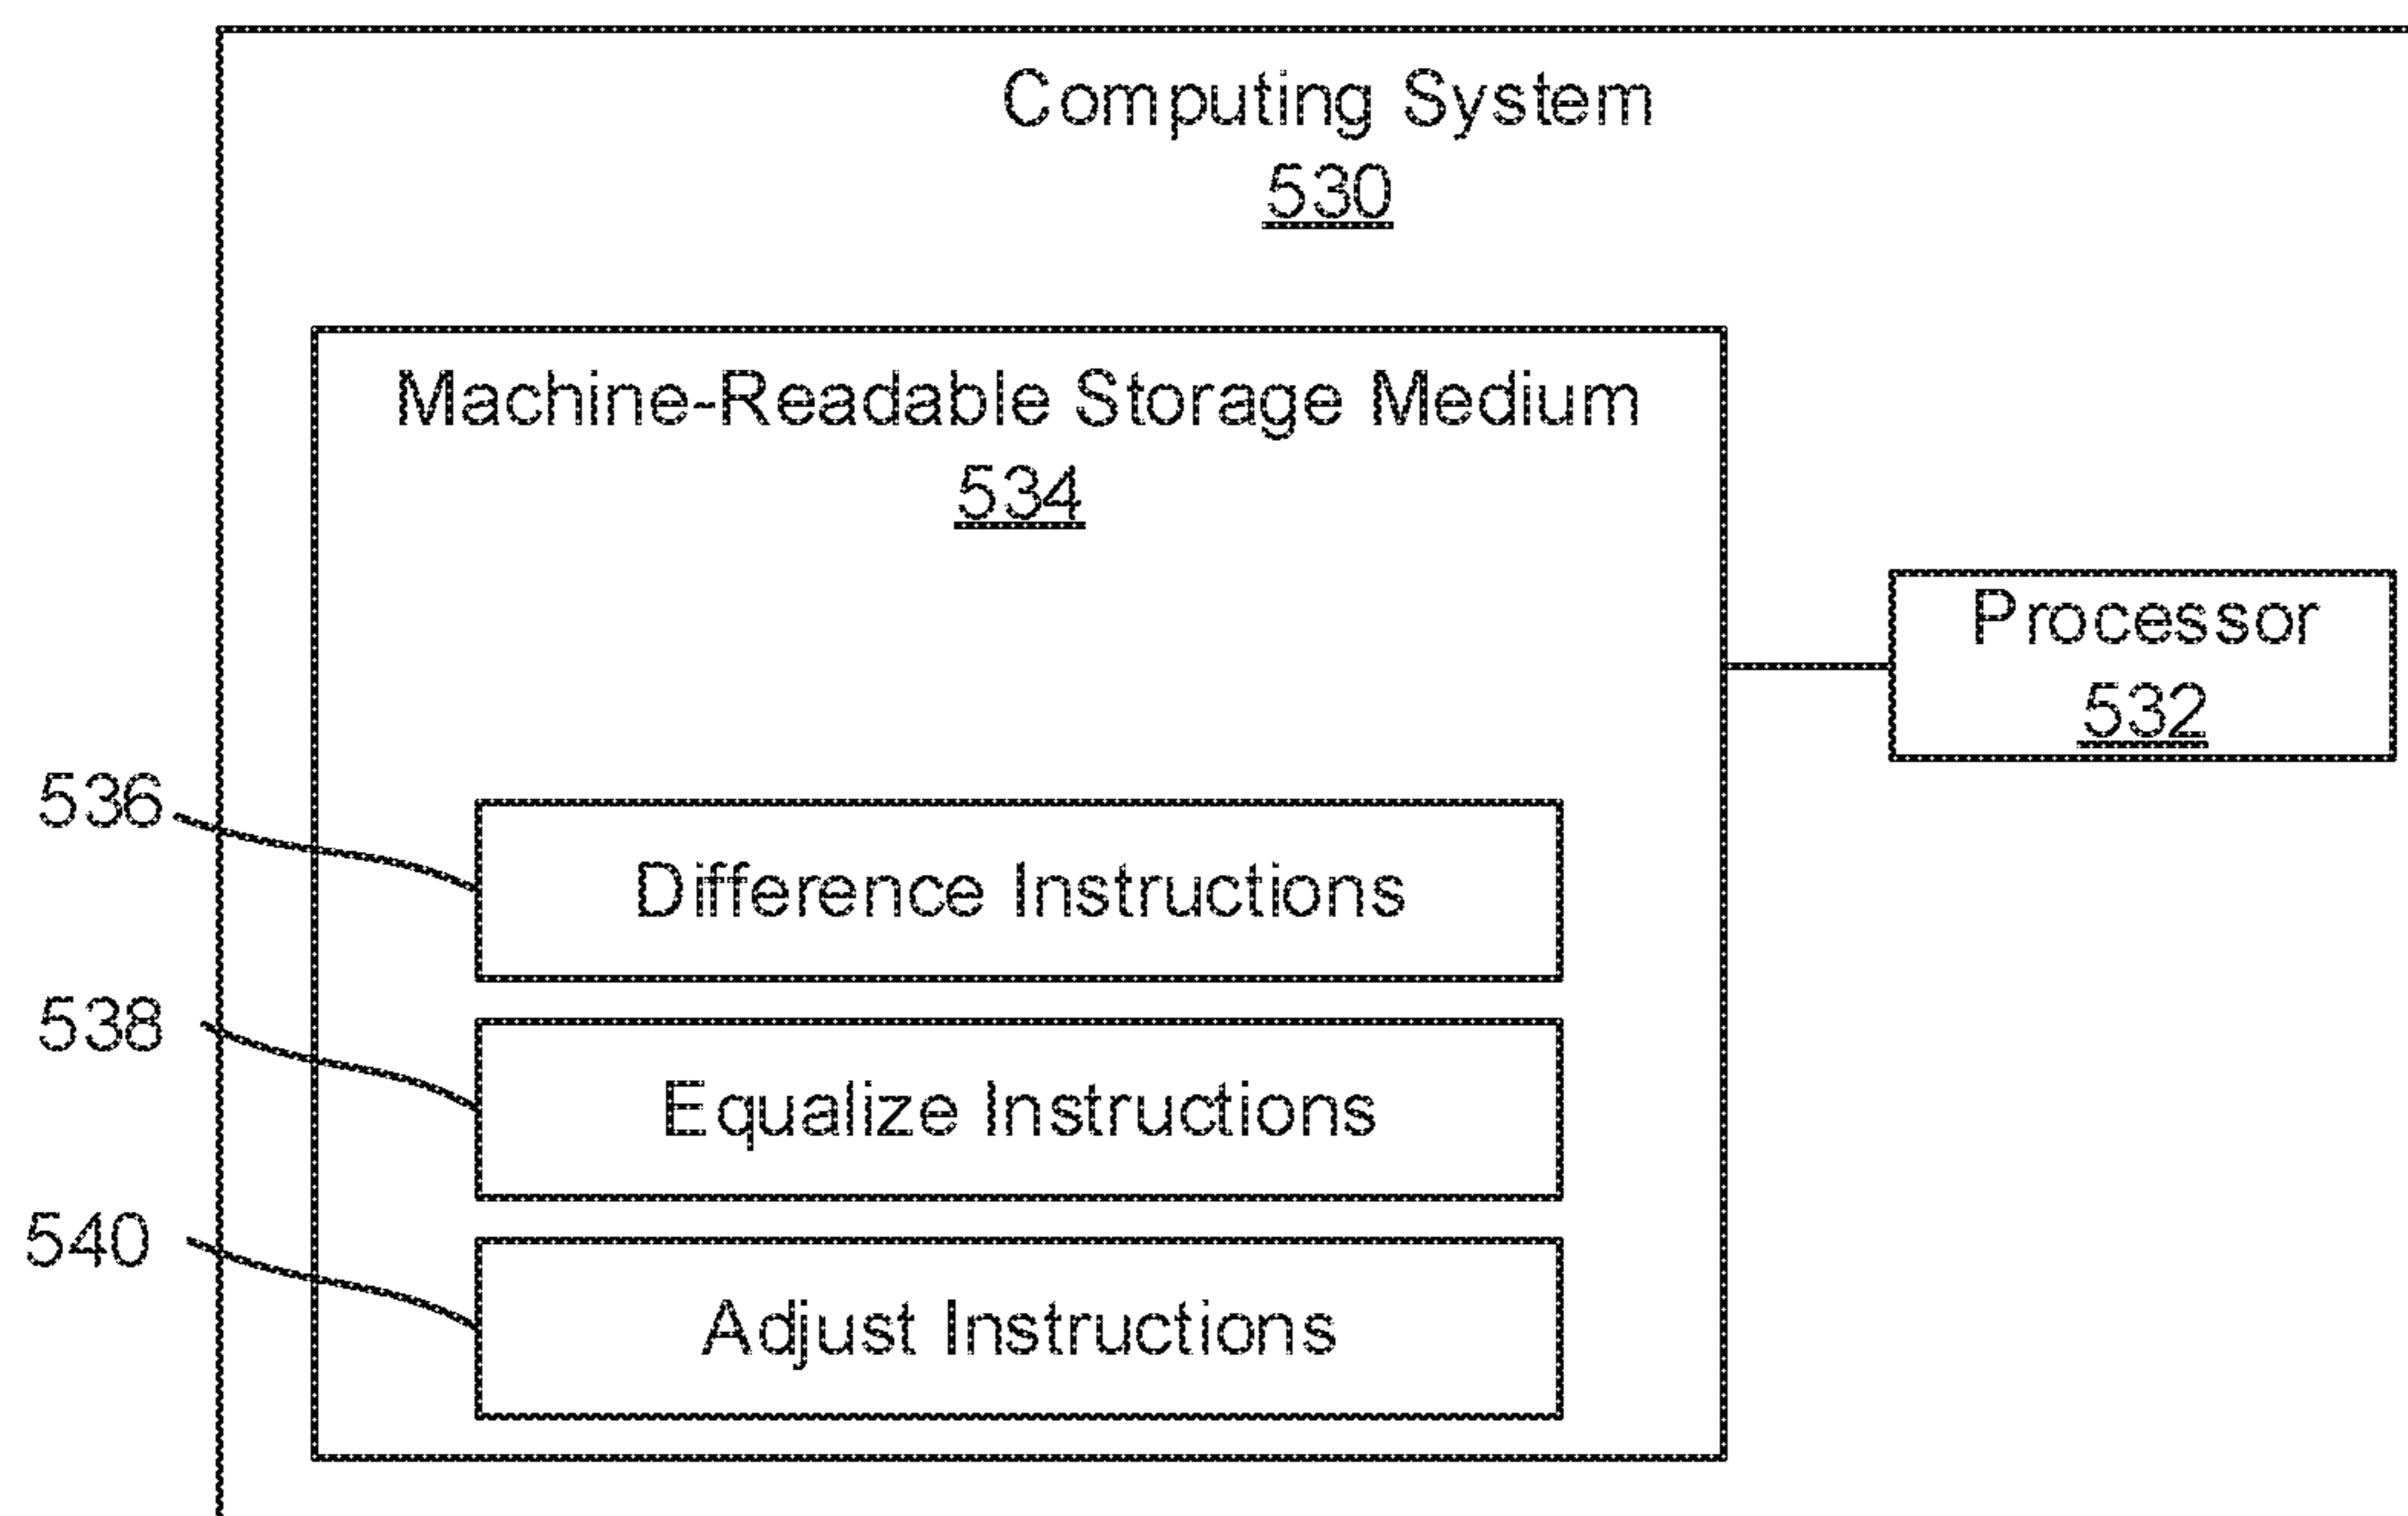 Computing System
530
Machine-Readable Storage Medium
534
Processor
532
536
Difference Instructions
538
Equalize Instructions
540
Adjust Instructions